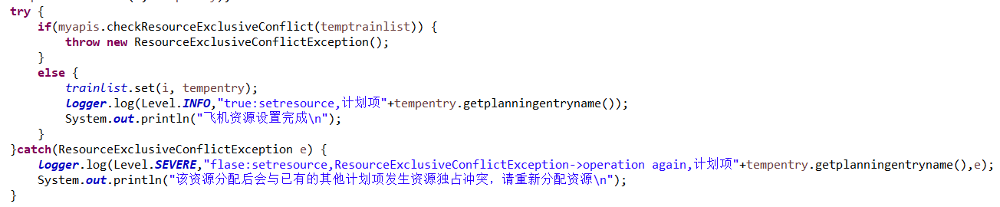 try {
if(myapis.checkResourceExclusiveConflict(temptrainlist)) {
throw new ResourceExclusiveConflictException();
}
else {
trainlist.set(i, tempentry);
logger.log(Level.INFO,"true:setresource,计划项"+tempentry.getplanningentryname());
System.out.println("飞机资源设置完成\n");
}
}catch(ResourceExclusiveConflictException e) {
logger.log(Level.SEVERE,"flase:setresource,ResourceExclusiveConflictException->operation again,计划项"+tempentry.getplanningentryname(),e);
System.out.println("该资源分配后会与已有的其他计划项发生资源独占冲突，请重新分配资源\n");
}